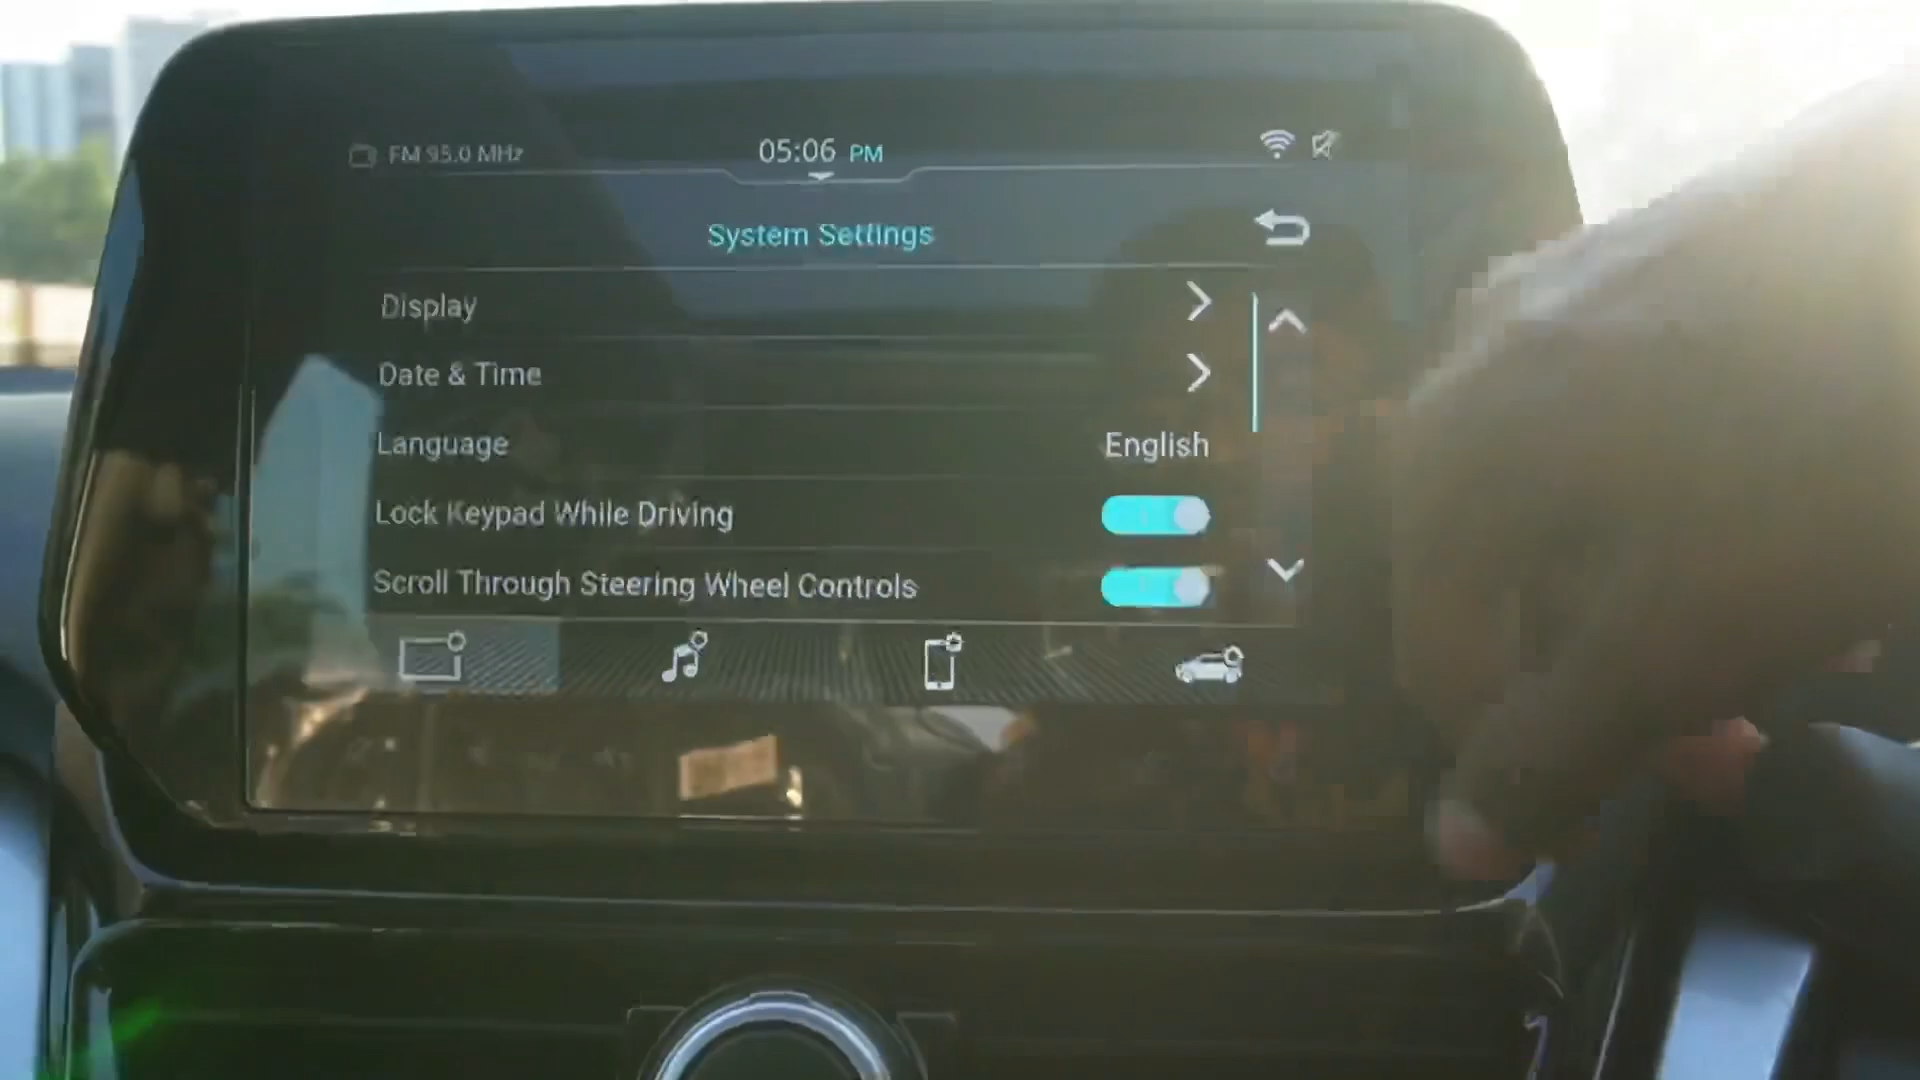 FM 95.0 MHz
05:06 PM
System Settings
Display
Date & Time
Language English
Lock Keypad While Driving
Scroll Through Steering Wheel Controls